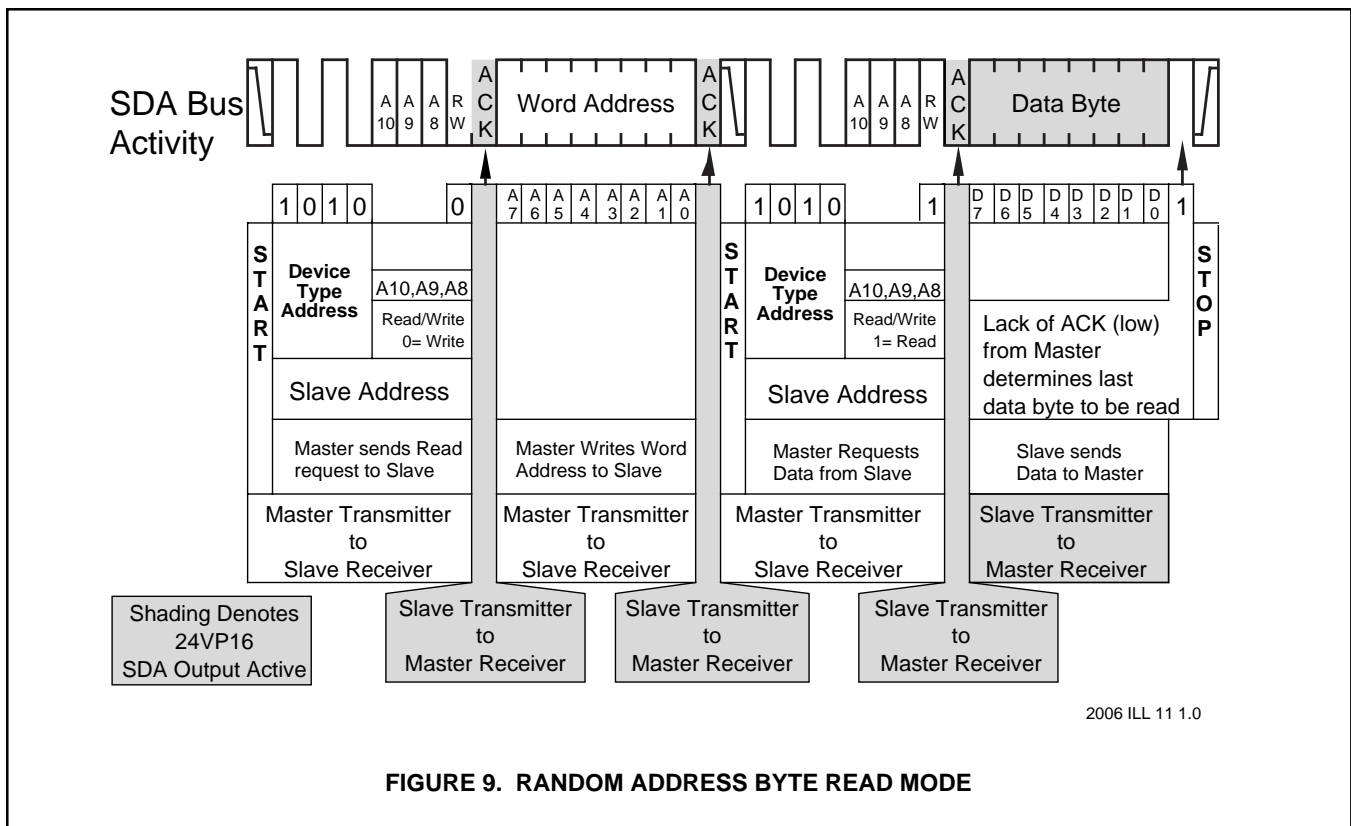 SDA Bus
Activity
A
10
A
9
A
8
R
W
A
C
K
Word Address
A
C
K
A
10
A
9
A
8
R
W
A
C
K
Data Byte
1 0 1 0
0
A
7
A
6
A
5
A
4
A
3
A
2
A
1
A
0
1 0 1 0
1
D
7
D
6
D
5
D
4
D
3
D
2
D
1
D
0
1
S
T
A
R
T
Device
Type
Address
A10,A9,A8
Read/Write
0= Write
Slave Address
Master sends Read
request to Slave
Master Transmitter
to
Slave Receiver
Master Writes Word
Address to Slave
Master Transmitter
to
Slave Receiver
S
T
A
R
T
Device
Type
Address
A10,A9,A8
Read/Write
1= Read
Slave Address
Master Requests
Data from Slave
Master Transmitter
to
Slave Receiver
Lack of ACK (low)
from Master
determines last
data byte to be read
Slave sends
Data to Master
Slave Transmitter
to
Master Receiver
S
T
O
P
Shading Denotes
24VP16
SDA Output Active
Slave Transmitter
to
Master Receiver
Slave Transmitter
to
Master Receiver
Slave Transmitter
to
Master Receiver
2006 ILL 11 1.0
FIGURE 9. RANDOM ADDRESS BYTE READ MODE